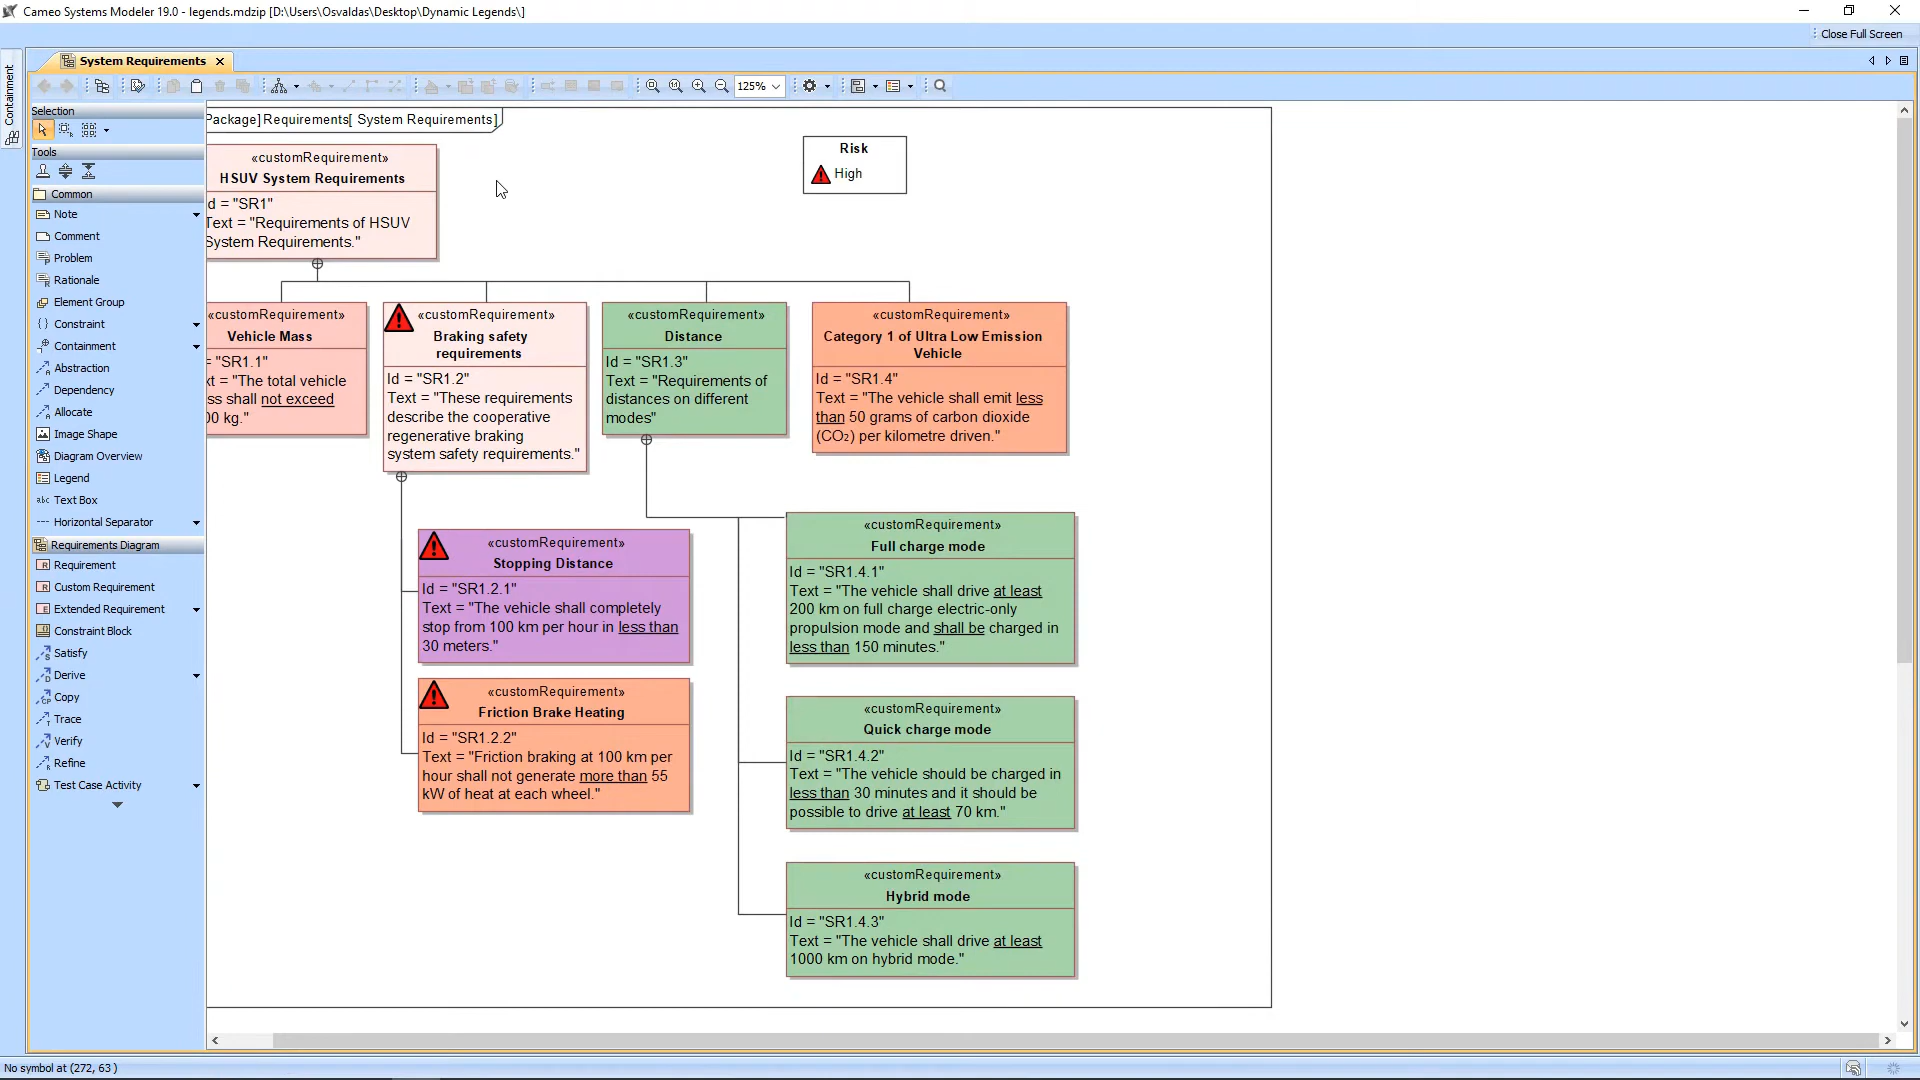 Cameo Systems Modeler 19.0 - legends.mdzip [D:\Users\Osvaldas\Desktop\Dynamic Legends\]
Close Full Screen
Containment
System Requirements
125%
Selection
Tools
Common
Note
Comment
Problem
Rationale
Element Group
Constraint
Containment
Abstraction
Dependency
Allocate
Image Shape
Diagram Overview
Legend
Text Box
Horizontal Separator
Requirements Diagram
Requirement
Custom Requirement
Extended Requirement
Constraint Block
Satisfy
Derive
Copy
Trace
Verify
Refine
Test Case Activity
Package] Requirements[ System Requirements]
Risk
High
«customRequirement»
HSUV System Requirements
d = "SR1"
Text = "Requirements of HSUV
System Requirements."
«customRequirement»
Vehicle Mass
= "SR1.1"
xt = "The total vehicle
ss shall not exceed
00 kg."
«customRequirement»
Braking safety
requirements
Id = "SR1.2"
Text = "These requirements
describe the cooperative
regenerative braking
system safety requirements."
«customRequirement»
Distance
Id = "SR1.3"
Text = "Requirements of
distances on different
modes"
«customRequirement»
Category 1 of Ultra Low Emission
Vehicle
Id = "SR1.4"
Text = "The vehicle shall emit less
than 50 grams of carbon dioxide
(CO₂) per kilometre driven."
«customRequirement»
Stopping Distance
Id = "SR1.2.1"
Text = "The vehicle shall completely
stop from 100 km per hour in less than
30 meters."
«customRequirement»
Friction Brake Heating
Id = "SR1.2.2"
Text = "Friction braking at 100 km per
hour shall not generate more than 55
kW of heat at each wheel."
«customRequirement»
Full charge mode
Id = "SR1.4.1"
Text = "The vehicle shall drive at least
200 km on full charge electric-only
propulsion mode and shall be charged in
less than 150 minutes."
«customRequirement»
Quick charge mode
Id = "SR1.4.2"
Text = "The vehicle should be charged in
less than 30 minutes and it should be
possible to drive at least 70 km."
«customRequirement»
Hybrid mode
Id = "SR1.4.3"
Text = "The vehicle shall drive at least
1000 km on hybrid mode."
No symbol at (272, 63 )